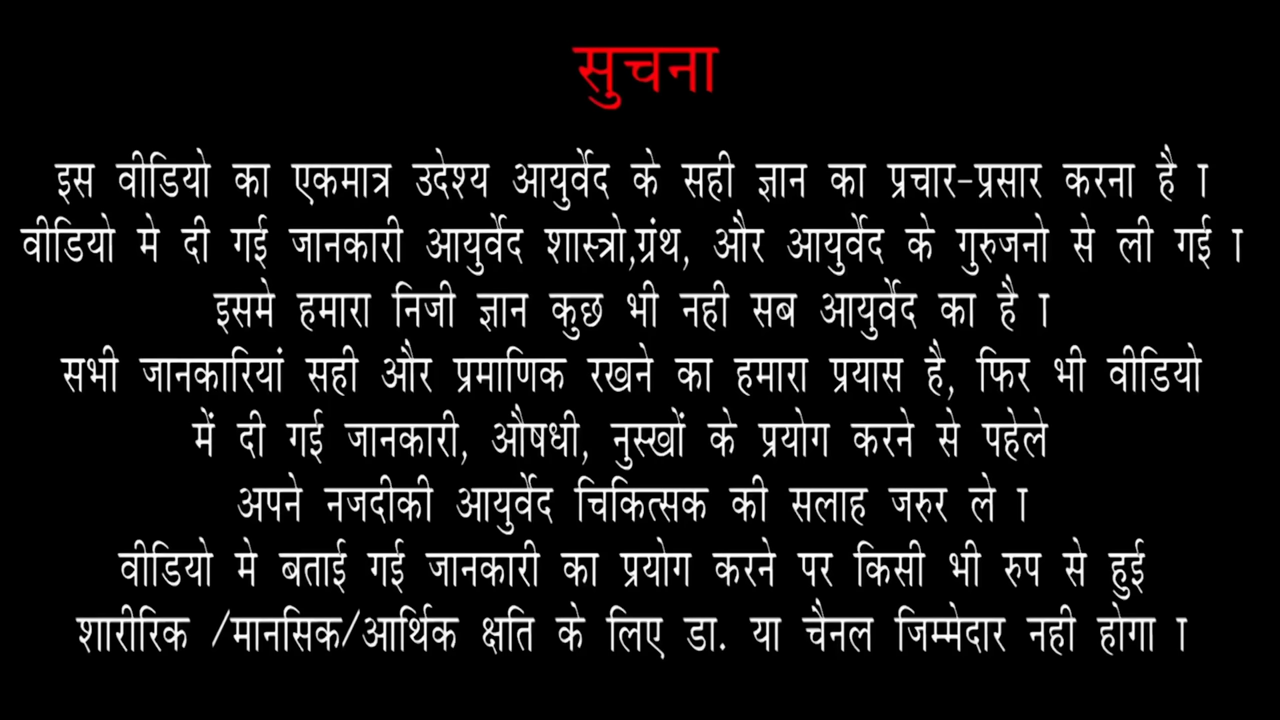 सुचना
इस वीडियो का एकमात्र उदेश्य आयुर्वेद के सही ज्ञान का प्रचार-प्रसार करना है ।
वीडियो मे दी गई जानकारी आयुर्वेद शास्त्रो,ग्रंथ, और आयुर्वेद के गुरुजनो से ली गई ।
इसमे हमारा निजी ज्ञान कुछ भी नही सब आयुर्वेद का है ।
सभी जानकारियां सही और प्रमाणिक रखने का हमारा प्रयास है, फिर भी वीडियो
में दी गई जानकारी, औषधी, नुस्खों के प्रयोग करने से पहेले
अपने नजदीकी आयुर्वेद चिकित्सक की सलाह जरुर ले ।
वीडियो मे बताई गई जानकारी का प्रयोग करने पर किसी भी रुप से हुई
शारीरिक /मानसिक/आर्थिक क्षति के लिए डा. या चैनल जिम्मेदार नही होगा ।